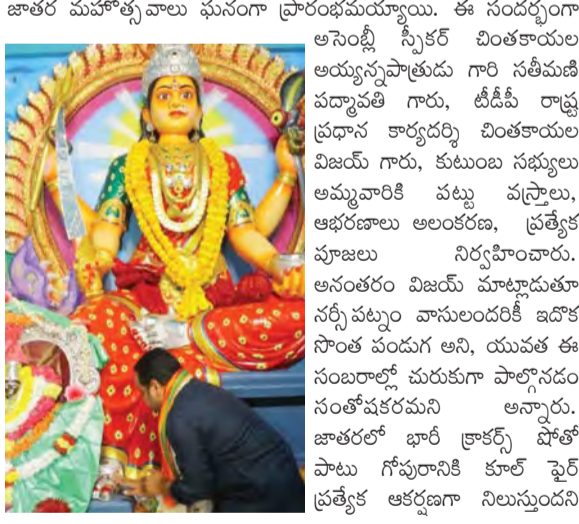 జాతర మహోత్సవాలు ఘనంగా ప్రారంభమయ్యాయి. ఈ సందర్భంగా
అసెంబ్లీ స్పీకర్ చింతకాయల
అయ్యన్నపాత్రుడు గారి సతీమణి
పద్మావతి గారు, టీడీపీ రాష్ట్ర
ప్రధాన కార్యదర్శి చింతకాయల
విజయ్ గారు, కుటుంబ సభ్యులు
అమ్మవారికి పట్టు వస్త్రాలు,
ఆభరణాలు అలంకరణ, ప్రత్యేక
పూజలు నిర్వహించారు.
అనంతరం విజయ్ మాట్లాడుతూ
నర్సీపట్నం వాసులందరికీ ఇదొక
సొంత పండుగ అని, యువత ఈ
సంబరాల్లో చురుకుగా పాల్గొనడం
సంతోషకరమని అన్నారు.
జాతరలో భారీ క్రాకర్స్ షోతో
పాటు గోపురానికి కూల్ ఫైర్
ప్రత్యేక ఆకర్షణగా నిలుస్తుందని